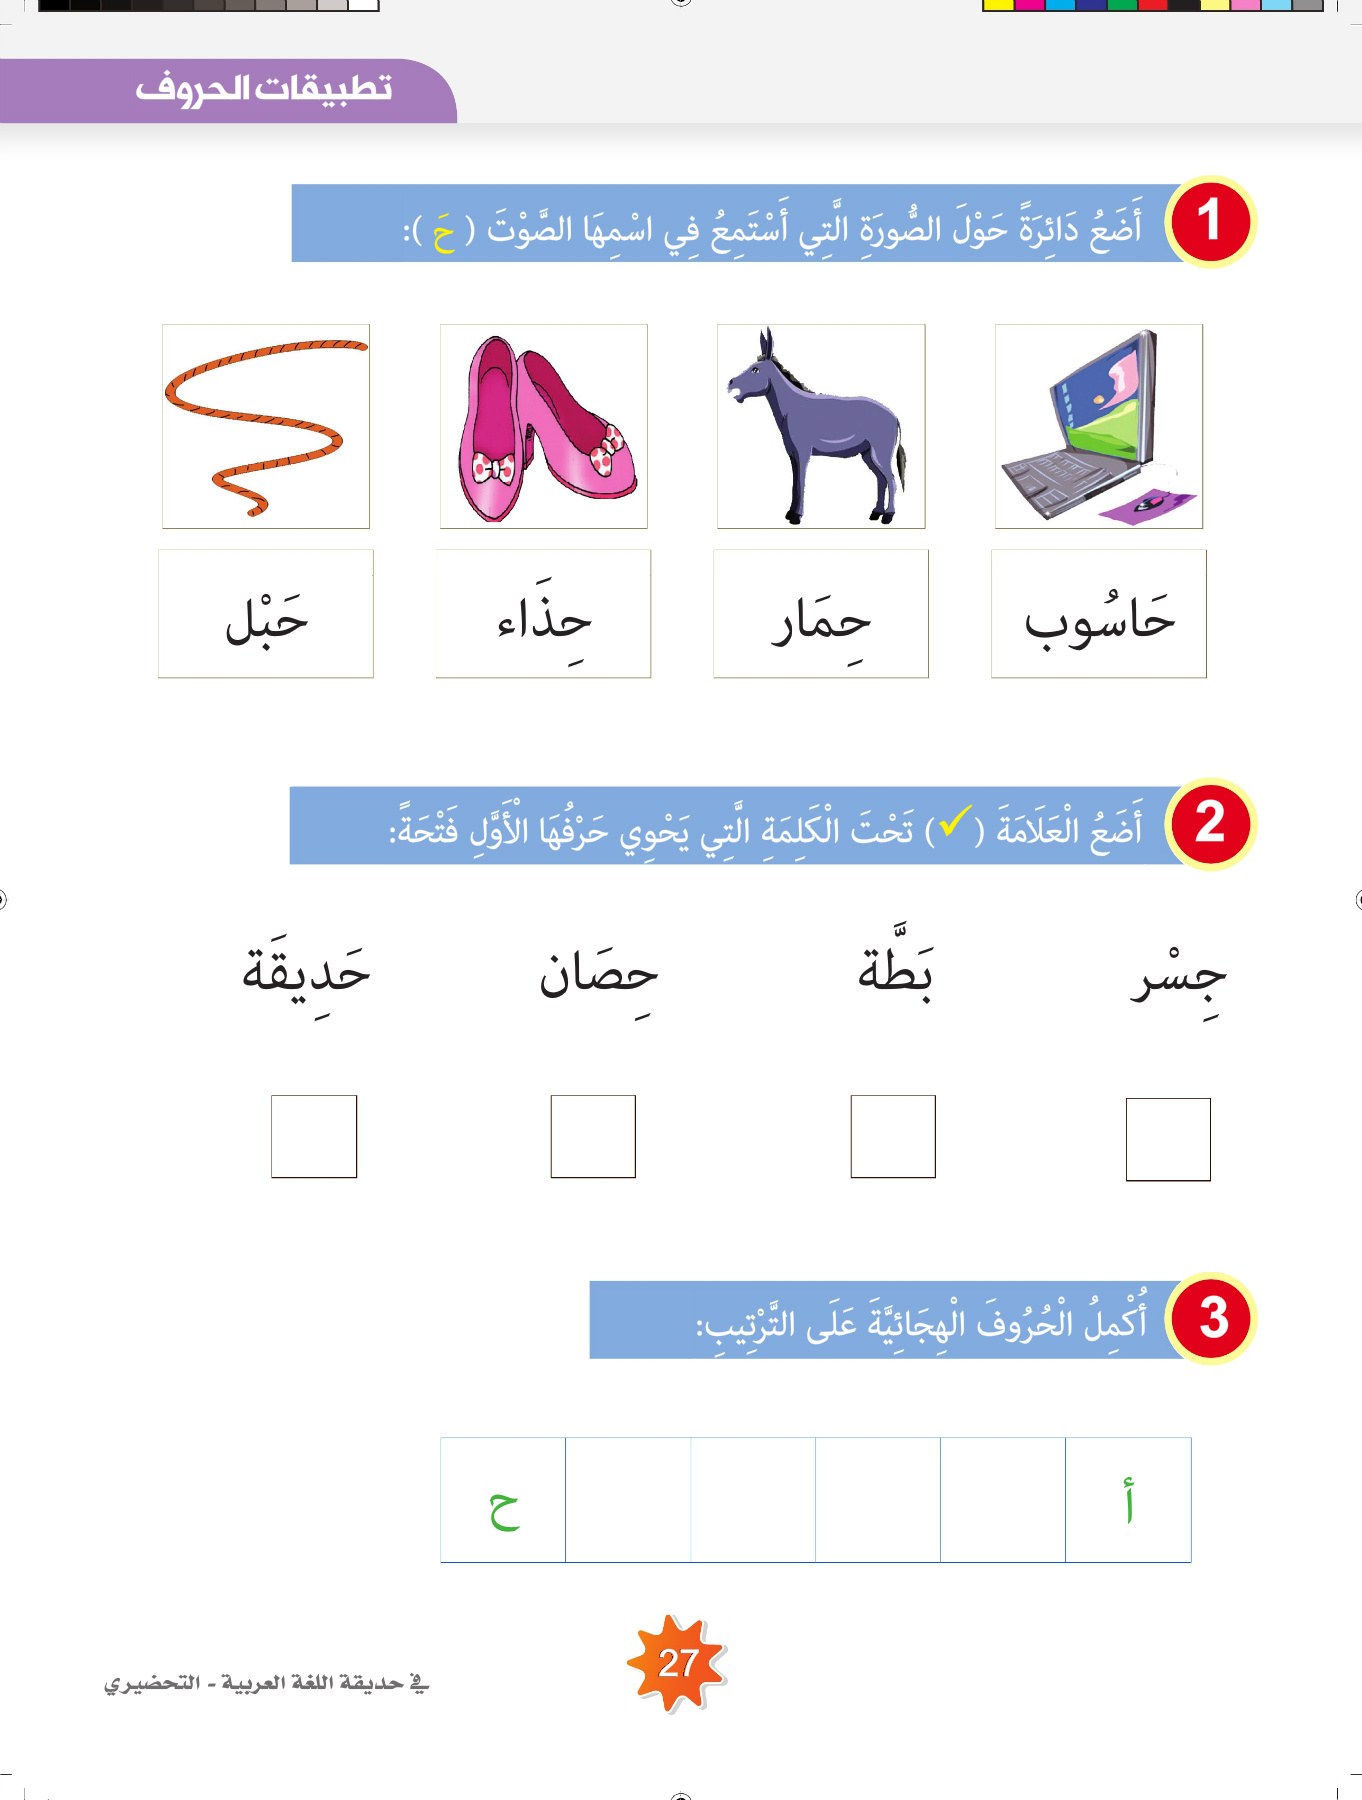 تطبيقات الحروف
1 أَضَعُ دَائِرَةً حَوْلَ الصُّورَةِ الَّتِي أَسْتَمِعُ فِي اسْمِهَا الصَّوْتَ ( حَ ):
حَاسُوب حِمَار حِذَاء حَبْل
2 أَضَعُ الْعَلَامَةَ (✓) تَحْتَ الْكَلِمَةِ الَّتِي يَحْوِي حَرْفُهَا الْأَوَّلِ فَتْحَةً:
جِسْر بَطَّة حِصَان حَدِيقَة
3 أُكْمِلُ الْحُرُوفَ الْهِجَائِيَّةَ عَلَى التَّرْتِيبِ:
أ ح
27
في حديقة اللغة العربية - التحضيري